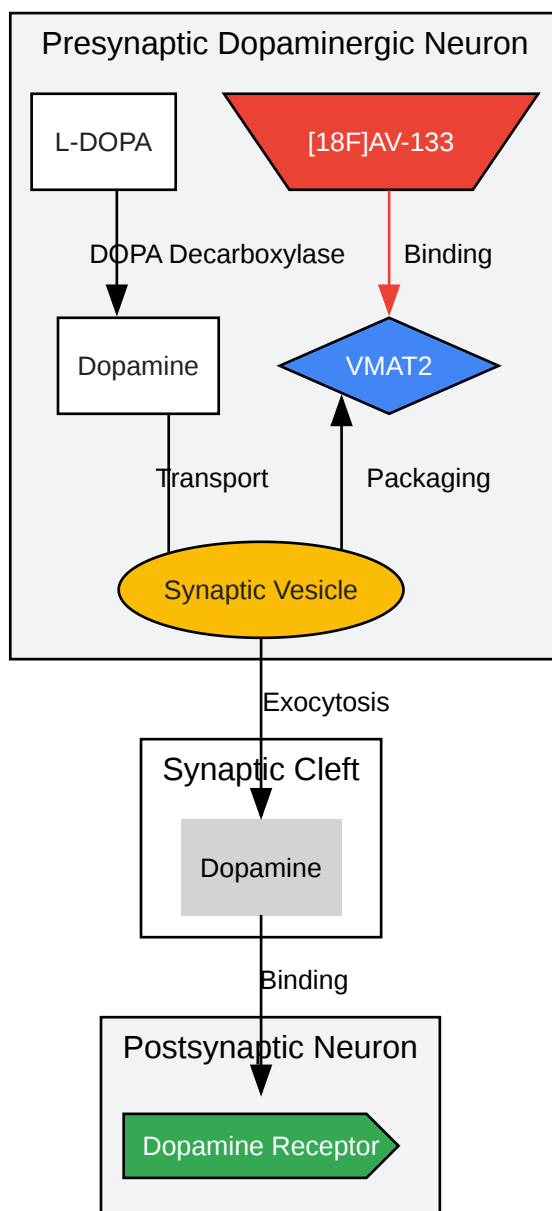 Presynaptic Dopaminergic Neuron
L-DOPA
[18F]AV-133
DOPA Decarboxylase
Binding
Dopamine
VMAT2
Transport
Packaging
Synaptic Vesicle
Exocytosis
Synaptic Cleft
Dopamine
Binding
Postsynaptic Neuron
Dopamine Receptor